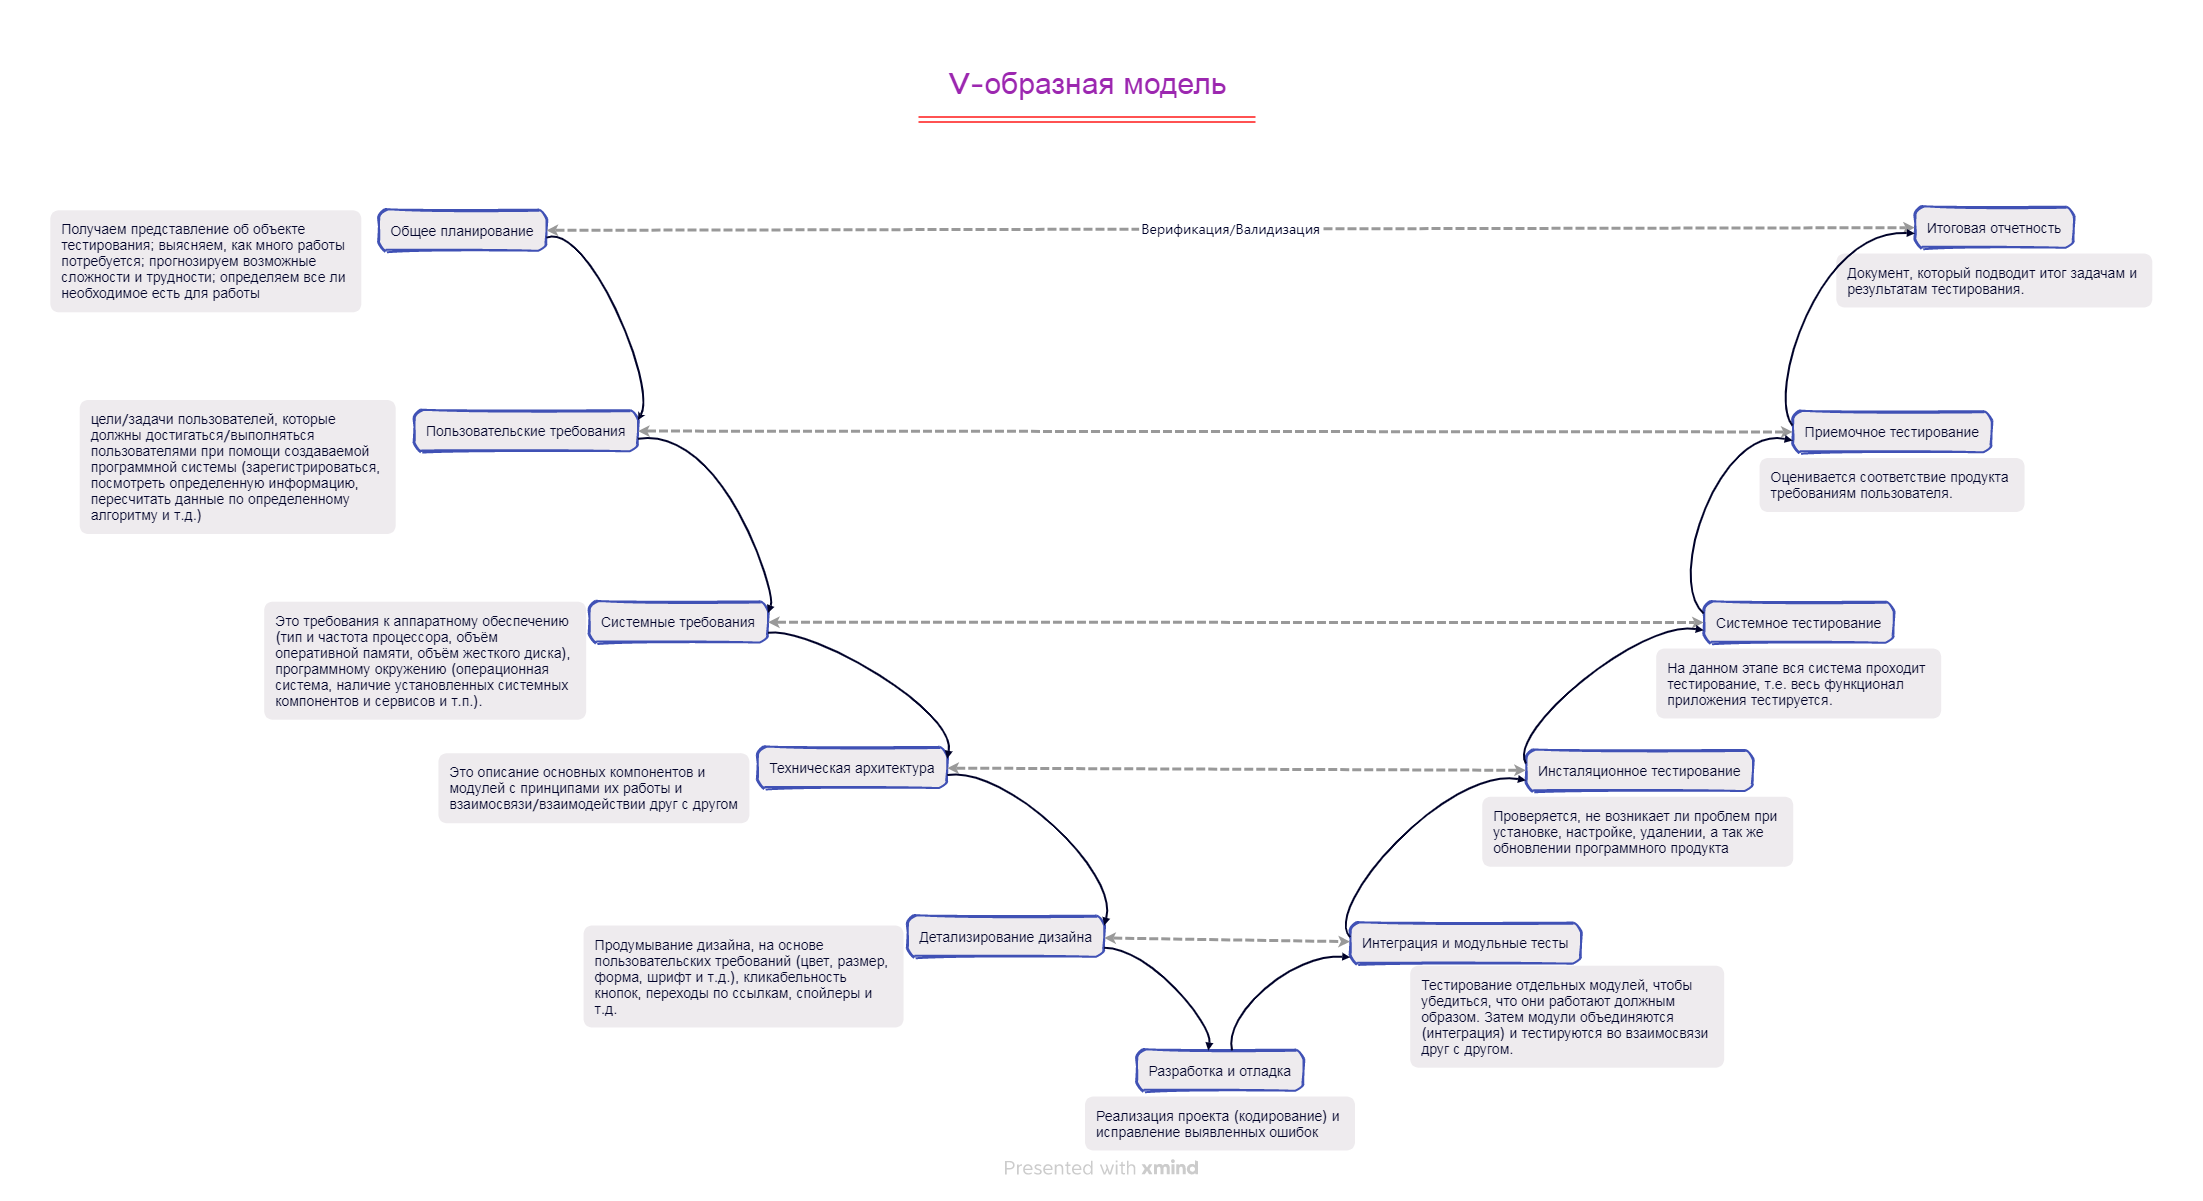 V-образная модель
Получаем представление об объекте
тестирования; выясняем, как много работы
потребуется; прогнозируем возможные
сложности и трудности; определяем все ли
необходимое есть для работы
Общее планирование
Верификация/Валидизация
Итоговая отчетность
Документ, который подводит итог задачам и
результатам тестирования.
цели/задачи пользователей, которые
должны достигаться/выполняться
пользователями при помощи создаваемой
программной системы (зарегистрироваться,
посмотреть определенную информацию,
пересчитать данные по определенному
алгоритму и т.д.)
Пользовательские требования
Приемочное тестирование
Оценивается соответствие продукта
требованиям пользователя.
Это требования к аппаратному обеспечению
(тип и частота процессора, объём
оперативной памяти, объём жесткого диска),
программному окружению (операционная
система, наличие установленных системных
компонентов и сервисов и т.п.).
Системные требования
Системное тестирование
На данном этапе вся система проходит
тестирование, т.е. весь функционал
приложения тестируется.
Это описание основных компонентов и
модулей с принципами их работы и
взаимосвязи/взаимодействии друг с другом
Техническая архитектура
Инсталяционное тестирование
Проверяется, не возникает ли проблем при
установке, настройке, удалении, а так же
обновлении программного продукта
Продумывание дизайна, на основе
пользовательских требований (цвет, размер,
форма, шрифт и т.д.), кликабельность
кнопок, переходы по ссылкам, спойлеры и
т.д.
Детализирование дизайна
Интеграция и модульные тесты
Тестирование отдельных модулей, чтобы
убедиться, что они работают должным
образом. Затем модули объединяются
(интеграция) и тестируются во взаимосвязи
друг с другом.
Разработка и отладка
Реализация проекта (кодирование) и
исправление выявленных ошибок
Presented with xmind